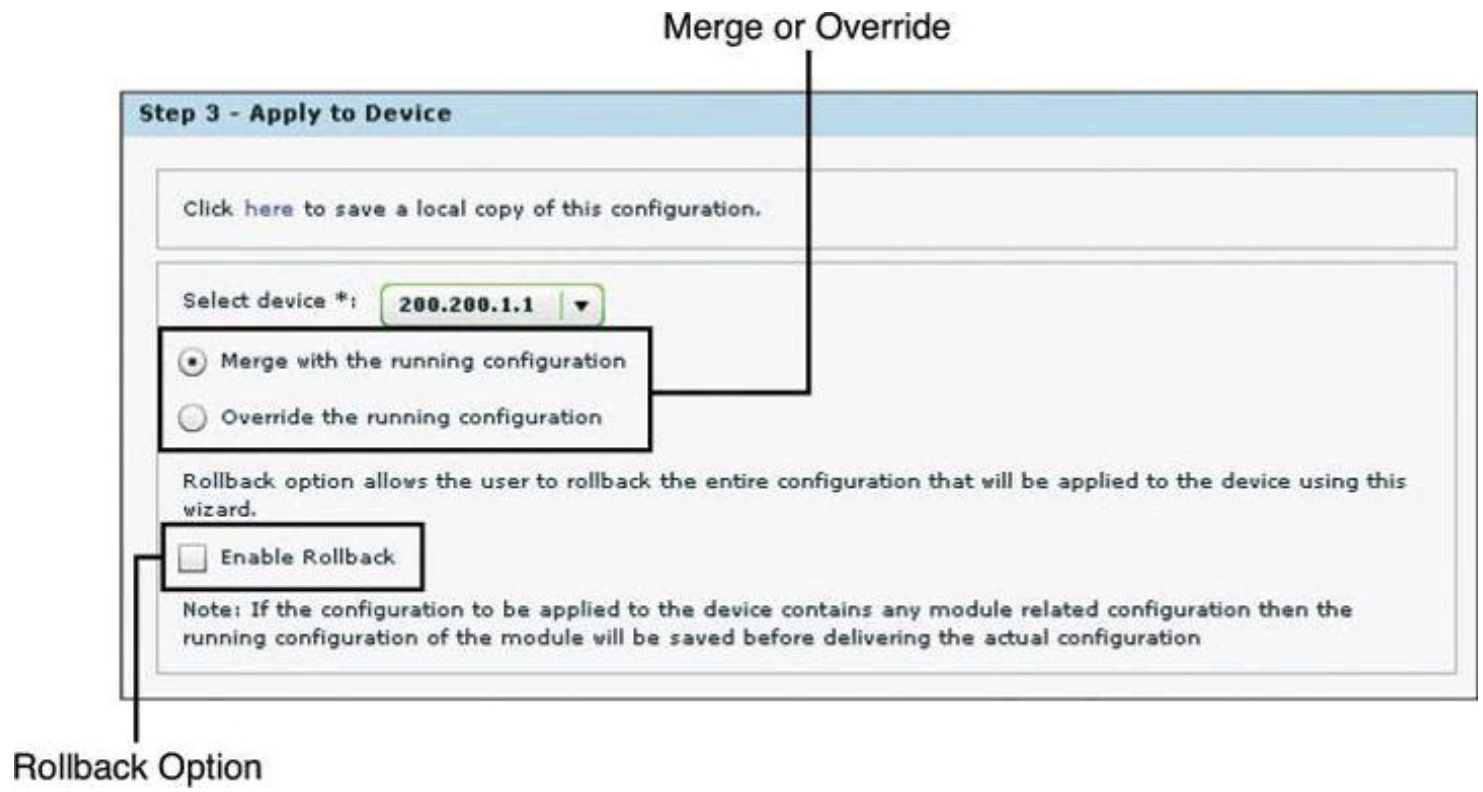 Merge or Override
Step 3 - Apply to Device
Click here to save a local copy of this configuration.
Select device *: 200.200.1.1
Merge with the running configuration
Override the running configuration
Rollback option allows the user to rollback the entire configuration that will be applied to the device using this
wizard.
Enable Rollback
Note: If the configuration to be applied to the device contains any module related configuration then the
running configuration of the module will be saved before delivering the actual configuration
Rollback Option